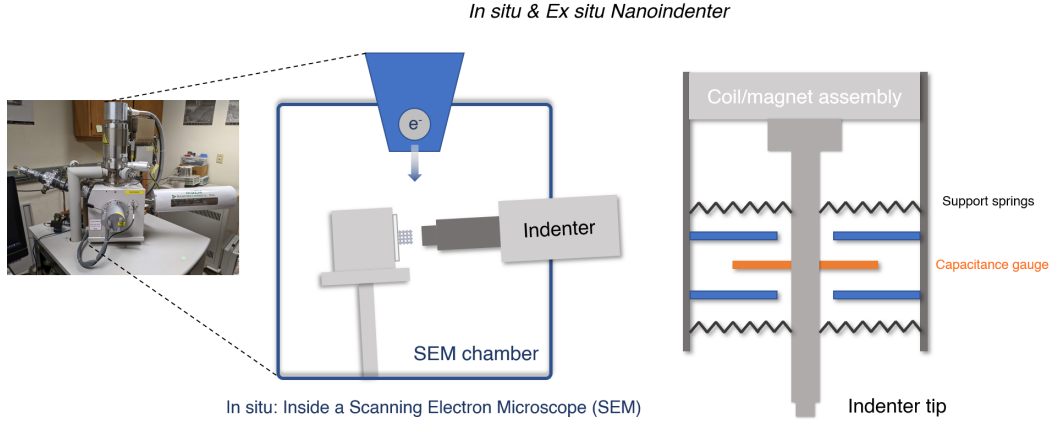 In situ & Ex situ Nanoindenter
e-
Indenter
SEM chamber
In situ: Inside a Scanning Electron Microscope (SEM)
Coil/magnet assembly
Support springs
Capacitance gauge
Indenter tip